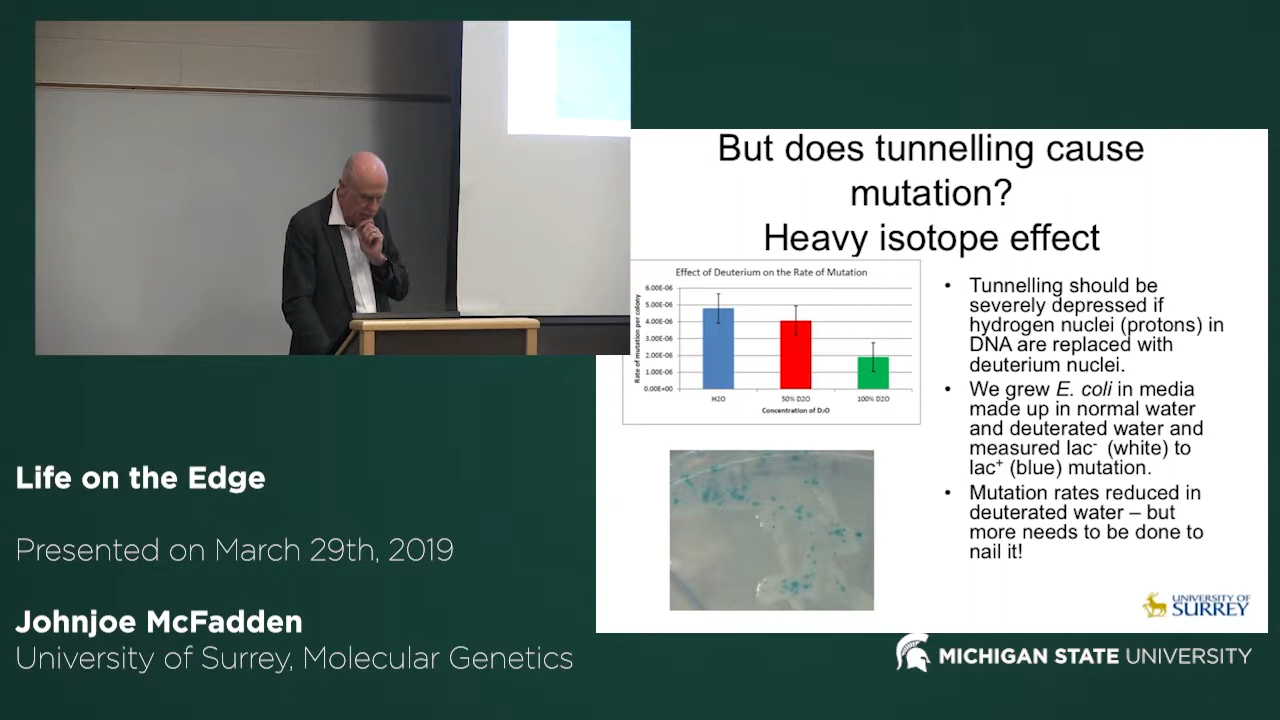 But does tunnelling cause
mutation?
Heavy isotope effect
Effect of Deuterium on the Rate of Mutation
Rate of mutation per colony
6.00E-06
5.00E-06
4.00E-06
3.00E-06
2.00E-06
1.00E-06
0.00E+00
H2O
50% D2O
100% D2O
Concentration of D₂O
• Tunnelling should be
severely depressed if
hydrogen nuclei (protons) in
DNA are replaced with
deuterium nuclei.
• We grew E. coli in media
made up in normal water
and deuterated water and
measured lac⁻ (white) to
lac⁺ (blue) mutation.
• Mutation rates reduced in
deuterated water – but
more needs to be done to
nail it!
UNIVERSITY OF
SURREY
Life on the Edge
Presented on March 29th, 2019
Johnjoe McFadden
University of Surrey, Molecular Genetics
MICHIGAN STATE UNIVERSITY